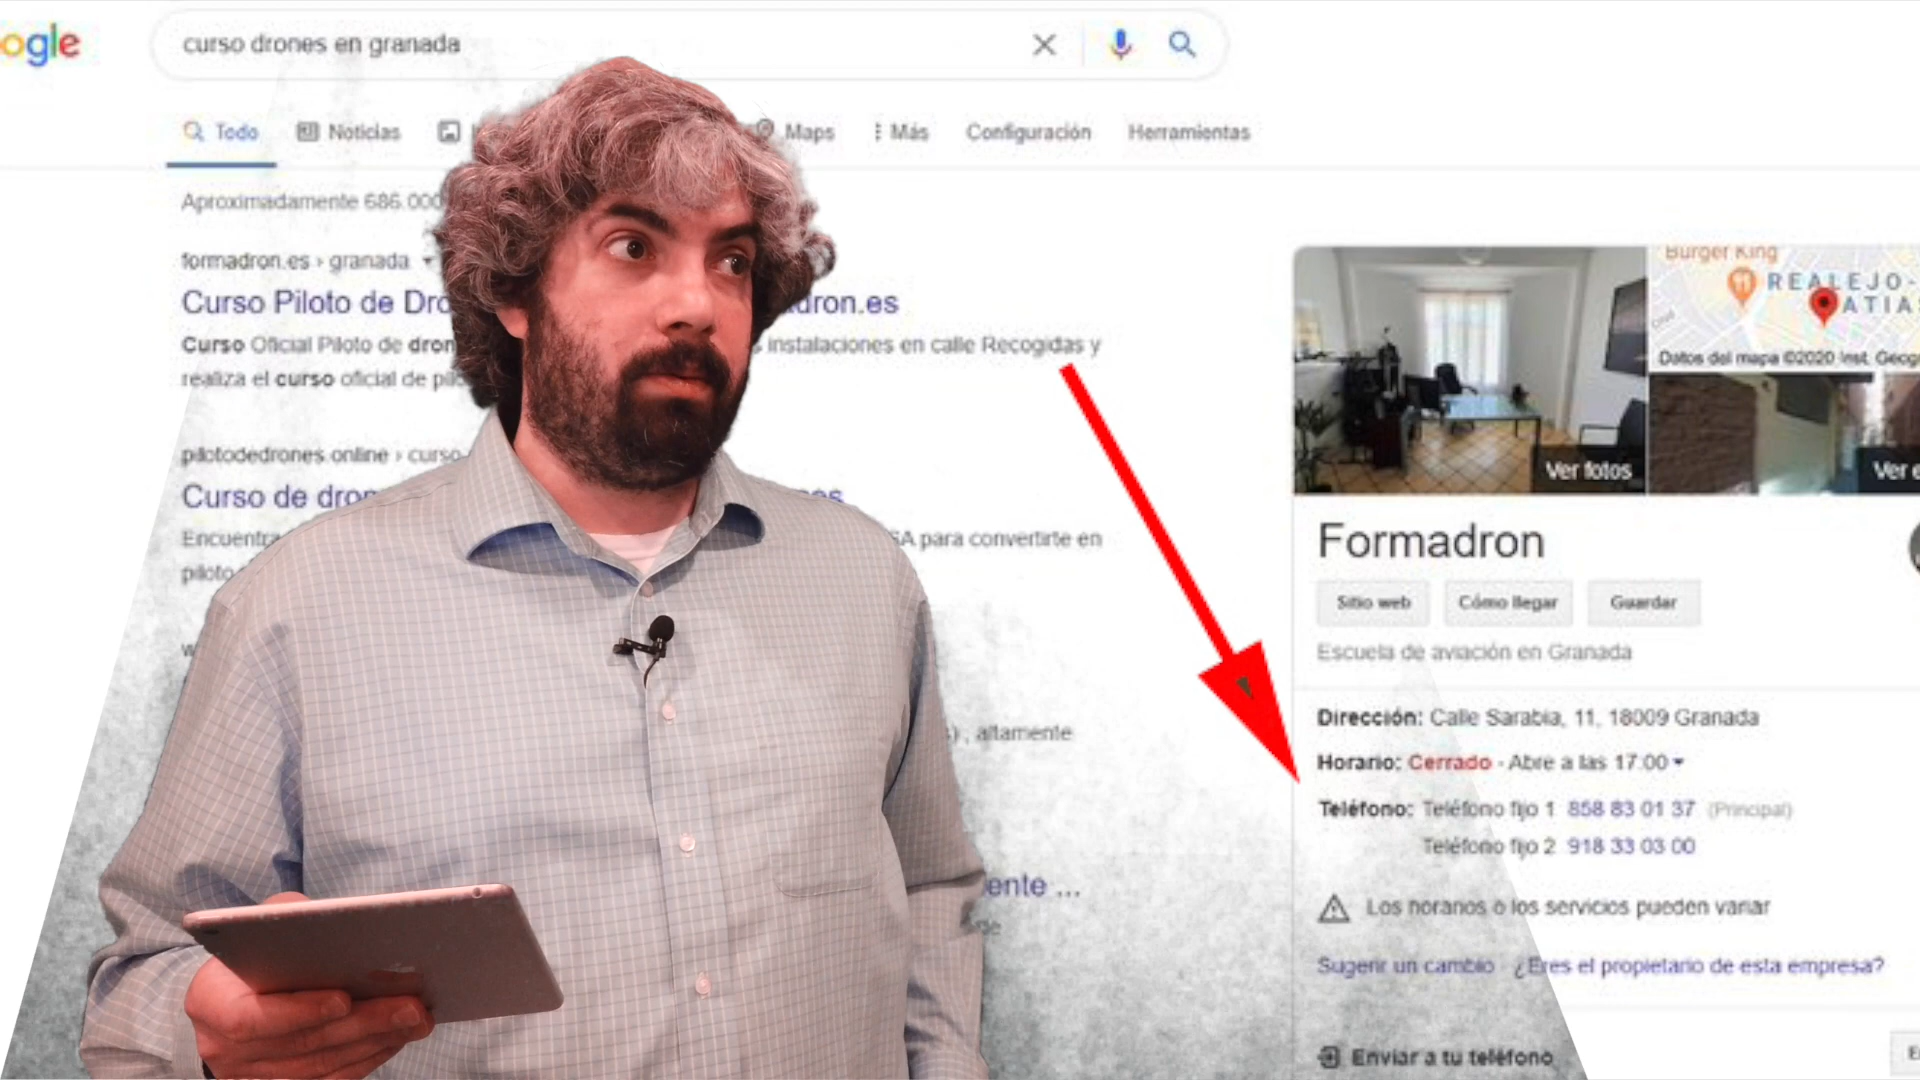 ogle
curso drones en granada
Todo Noticias Maps Más Configuración Herramientas
Aproximadamente 686.000
formadron.es › granada
Curso Piloto de Dro dron.es
Curso Oficial Piloto de dron instalaciones en calle Recogidas y
realiza el curso oficial de pilo
pilotodedrones.online › curso
Curso de dron es
Encuentra SA para convertirte en
piloto
w
), altamente
ente ...
de
Burger King
REALEJO-
ATIA
Datos del mapa ©2020 Inst. Geog
Ver fotos
Ver e
Formadron
Sitio web Cómo llegar Guardar
Escuela de aviación en Granada
Dirección: Calle Sarabia, 11, 18009 Granada
Horario: Cerrado · Abre a las 17:00
Teléfono: Teléfono fijo 1 858 83 01 37 (Principal)
Teléfono fijo 2 918 33 03 00
Los horarios o los servicios pueden variar
Sugerir un cambio · ¿Eres el propietario de esta empresa?
Enviar a tu teléfono
E